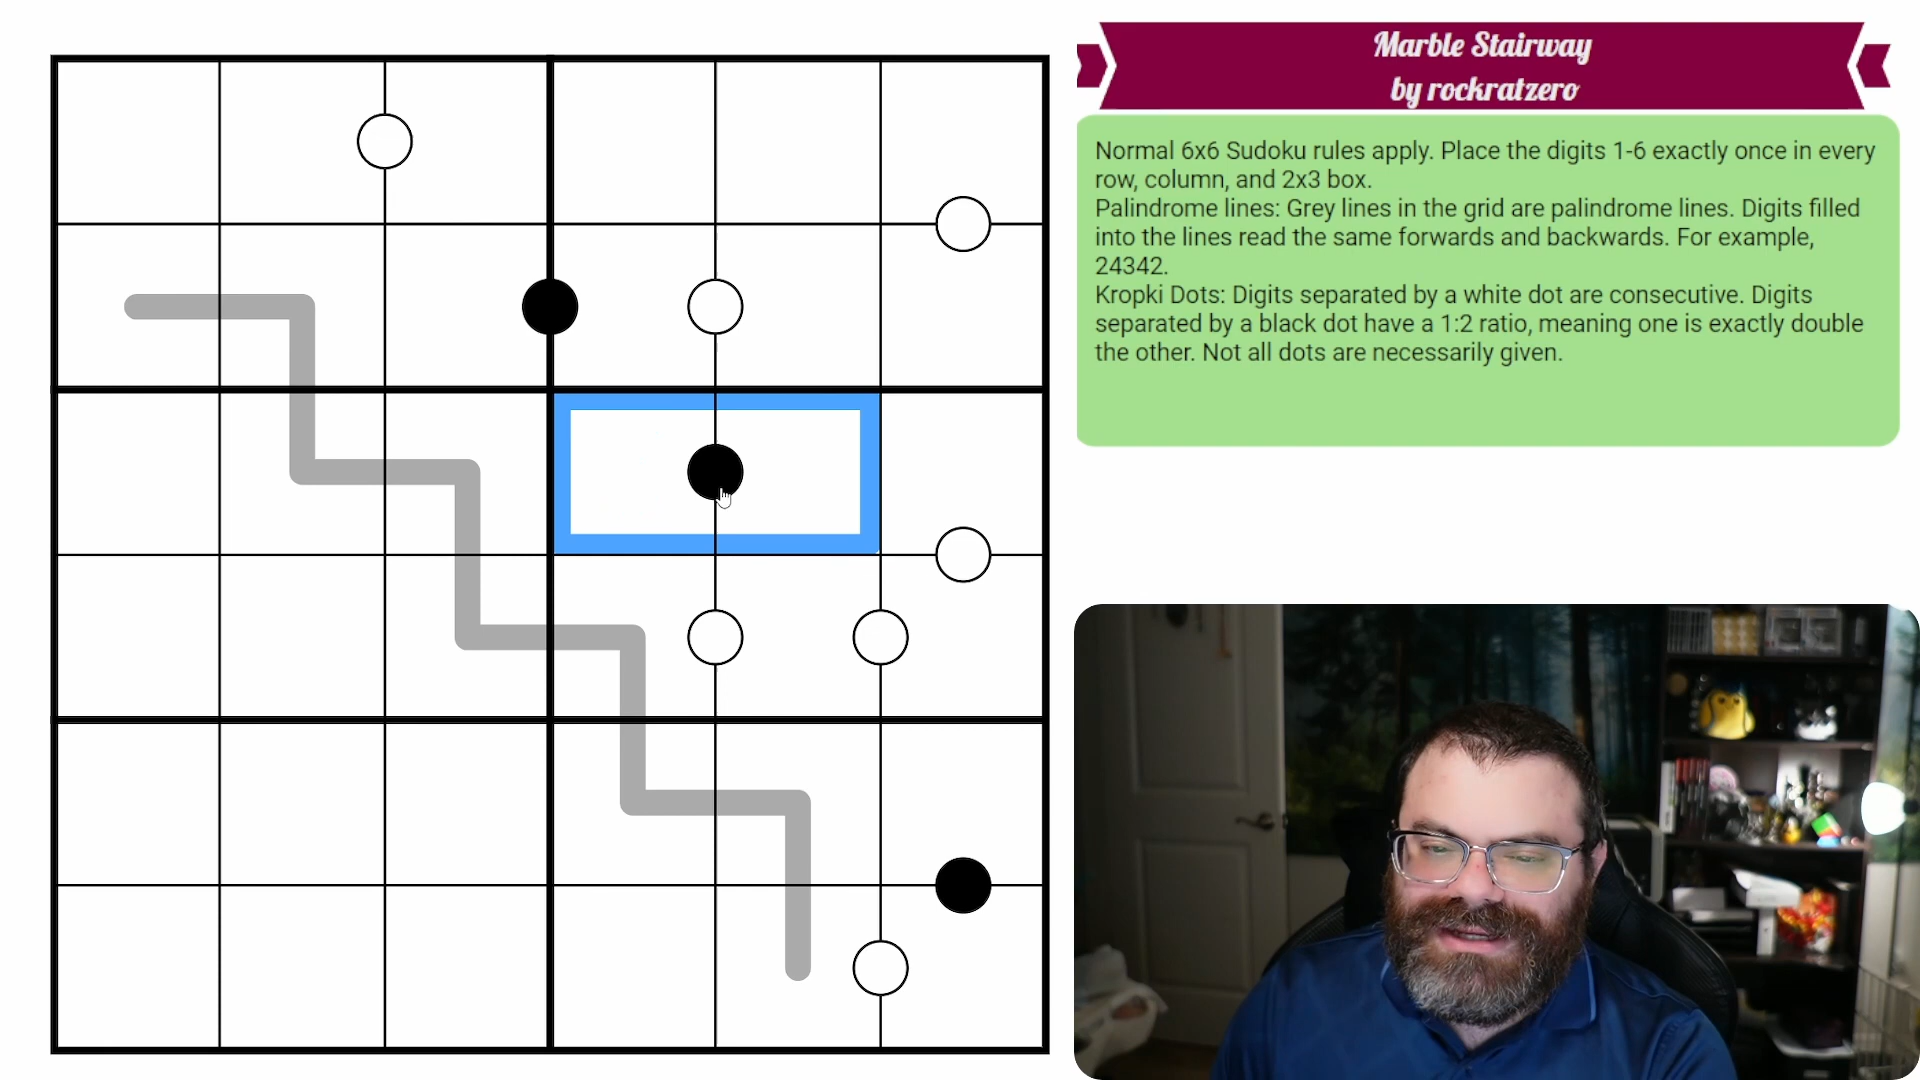 Marble Stairway
by rockratzero
Normal 6x6 Sudoku rules apply. Place the digits 1-6 exactly once in every
row, column, and 2x3 box.
Palindrome lines: Grey lines in the grid are palindrome lines. Digits filled
into the lines read the same forwards and backwards. For example,
24342.
Kropki Dots: Digits separated by a white dot are consecutive. Digits
separated by a black dot have a 1:2 ratio, meaning one is exactly double
the other. Not all dots are necessarily given.